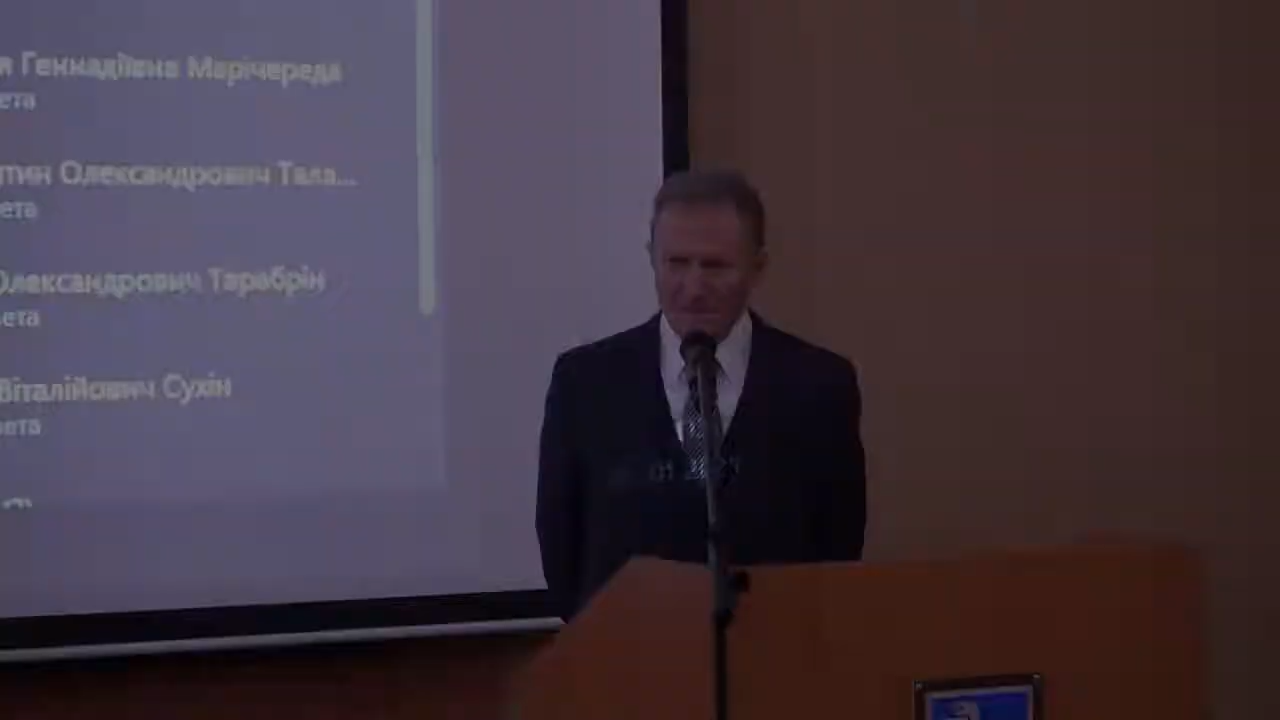 я Геннадіївна Марічереда
ета
тин Олександрович Тала...
ета
Олександрович Тарабрін
ета
Віталійович Сухін
ета